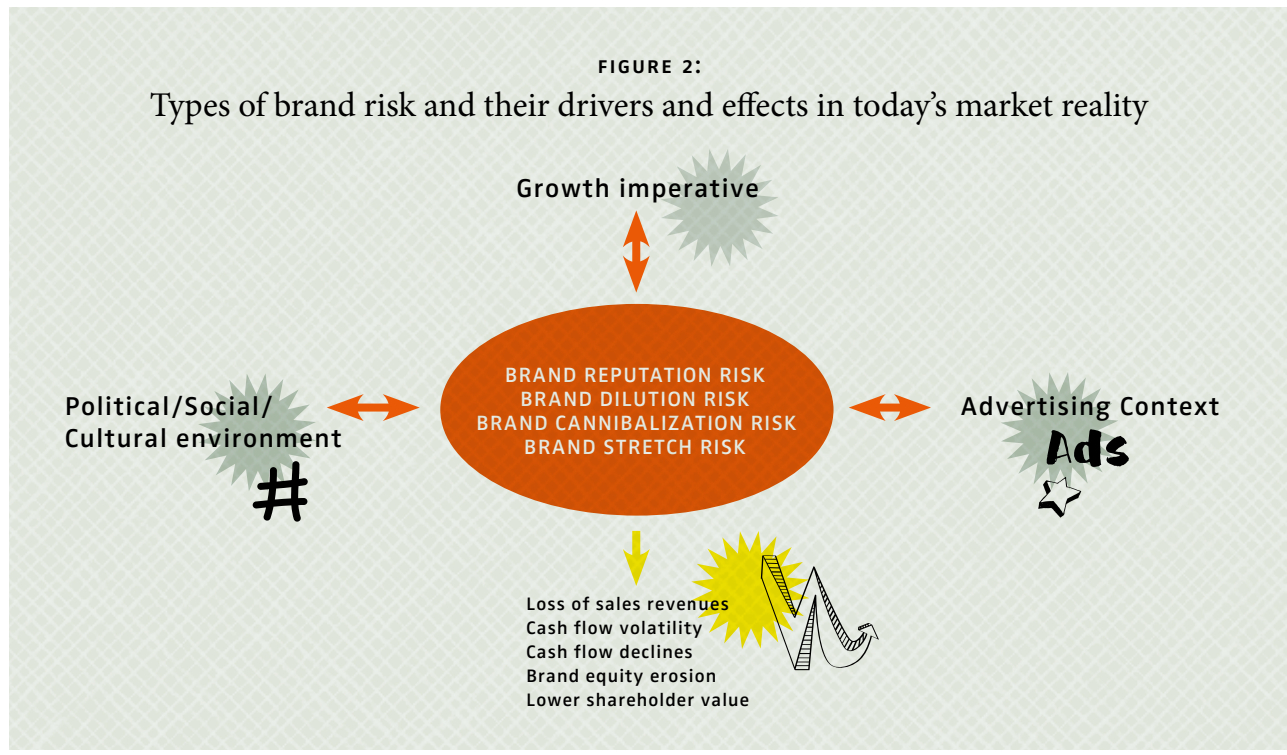 FIGURE 2:
Types of brand risk and their drivers and effects in today's market reality
Growth imperative
BRAND REPUTATION RISK
BRAND DILUTION RISK
BRAND CANNIBALIZATION RISK
BRAND STRETCH RISK
Political/Social/
Cultural environment
#
Advertising Context
Ads
Loss of sales revenues
Cash flow volatility
Cash flow declines
Brand equity erosion
Lower shareholder value